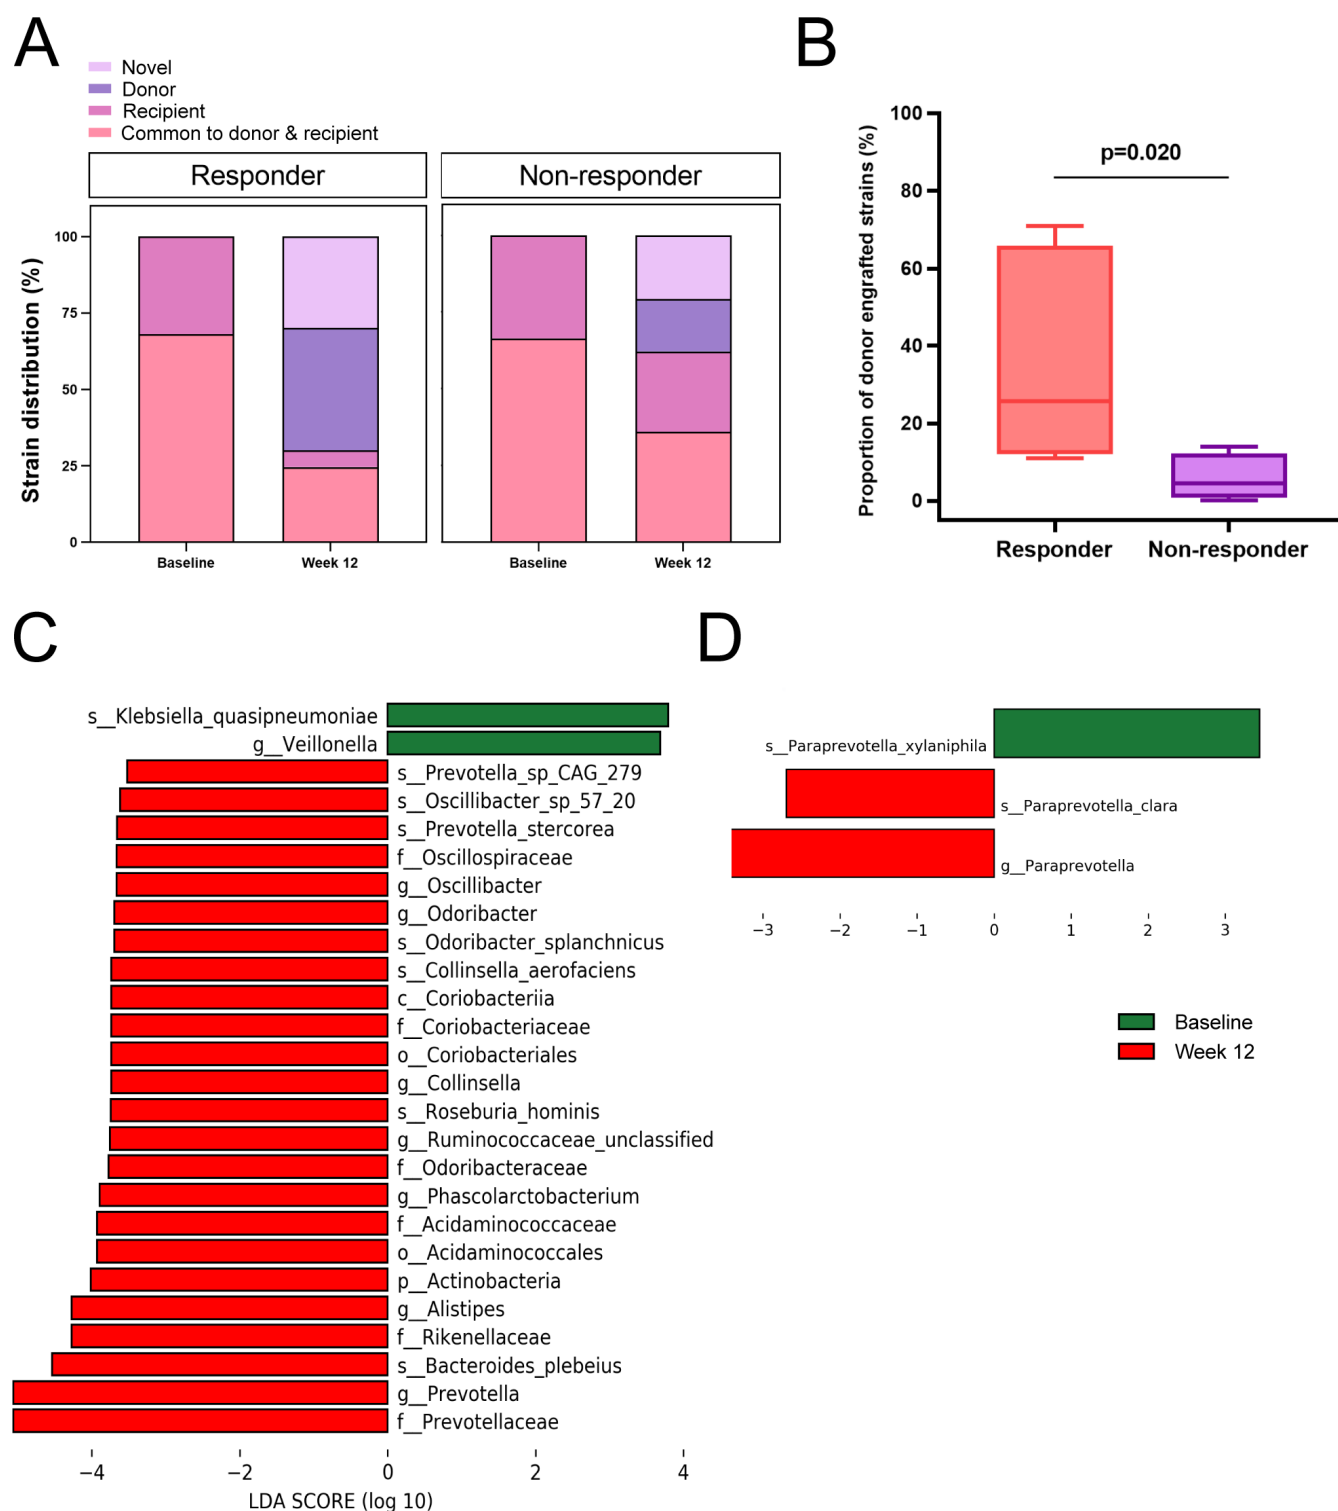 A
Novel
Donor
Recipient
Common to donor & recipient
Responder
Non-responder
Strain distribution (%)
100
75
50
25
0
Baseline
Week 12
Baseline
Week 12
B
Proportion of donor engrafted strains (%)
100
80
60
40
20
0
p=0.020
Responder
Non-responder
C
s__Klebsiella_quasipneumoniae
g__Veillonella
s__Prevotella_sp_CAG_279
s__Oscillibacter_sp_57_20
s__Prevotella_stercorea
f__Oscillospiraceae
g__Oscillibacter
g__Odoribacter
s__Odoribacter_splanchnicus
s__Collinsella_aerofaciens
c__Coriobacteriia
f__Coriobacteriaceae
o__Coriobacteriales
g__Collinsella
s__Roseburia_hominis
g__Ruminococcaceae_unclassified
f__Odoribacteraceae
g__Phascolarctobacterium
f__Acidaminococcaceae
o__Acidaminococcales
p__Actinobacteria
g__Alistipes
f__Rikenellaceae
s__Bacteroides_plebeius
g__Prevotella
f__Prevotellaceae
−4 −2 0 2 4
LDA SCORE (log 10)
D
s__Paraprevotella_xylaniphila
s__Paraprevotella_clara
g__Paraprevotella
−3 −2 −1 0 1 2 3
Baseline
Week 12